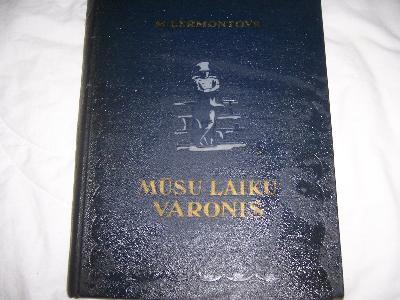 M. LERMONTOVS
MŪSU LAIKU
VARONIS